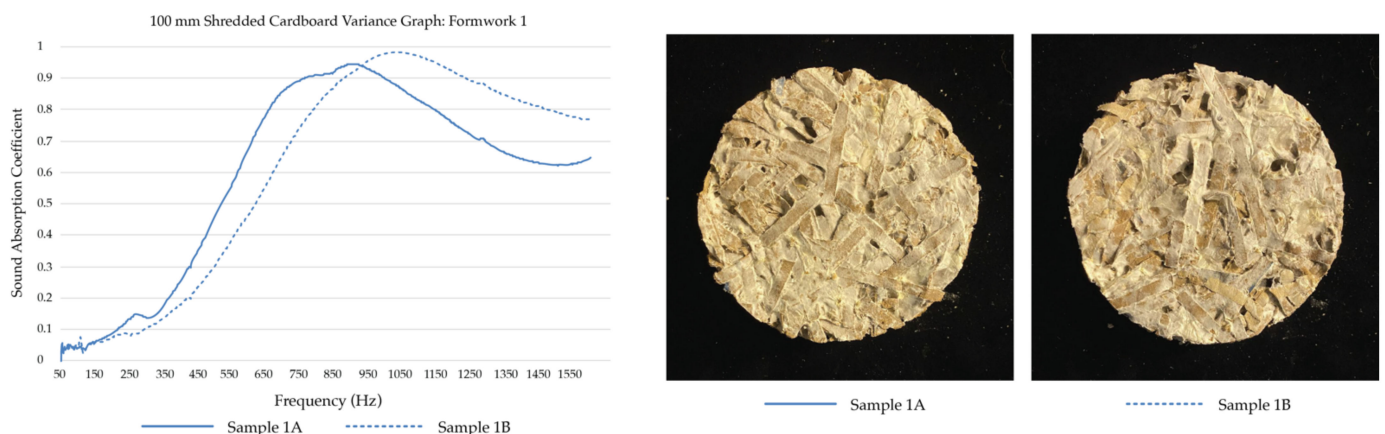 100 mm Shredded Cardboard Variance Graph: Formwork 1
Sound Absorption Coefficient
1
0.9
0.8
0.7
0.6
0.5
0.4
0.3
0.2
0.1
0
50 150 250 350 450 550 650 750 850 950 1050 1150 1250 1350 1450 1550
Frequency (Hz)
Sample 1A Sample 1B
Sample 1A
Sample 1B